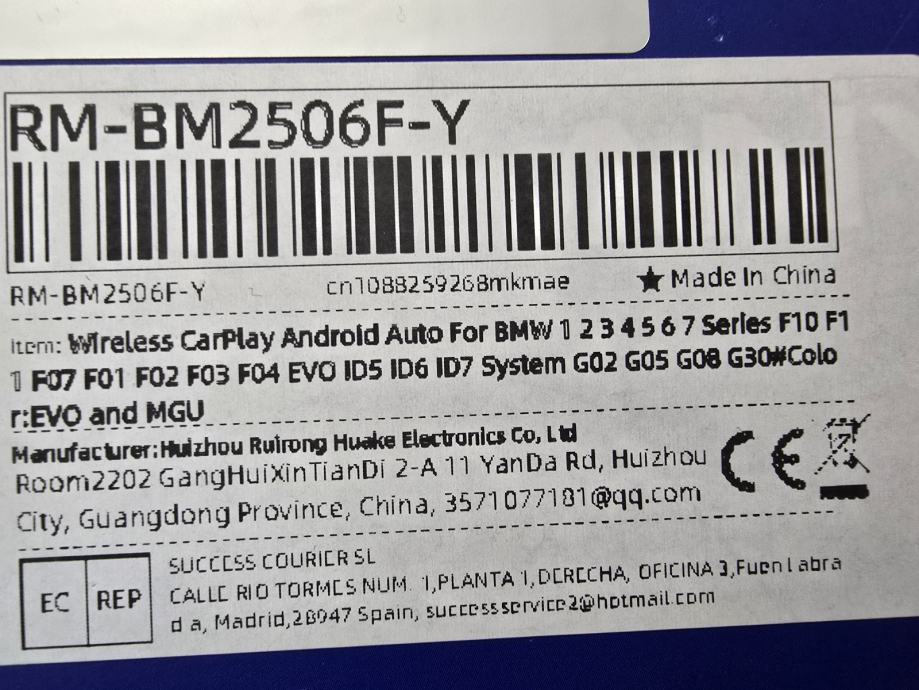 RM-BM2506F-Y
RM-BM2506F-Y cn1088259268mkmae ★ Made In China
Item: Wireless CarPlay Android Auto For BMW 1 2 3 4 5 6 7 Series F10 F1
1 F07 F01 F02 F03 F04 EVO ID5 ID6 ID7 System G02 G05 G08 G30#Colo
r:EVO and MGU
Manufacturer:Huizhou Ruirong Huake Electronics Co, Ltd
Room2202 GangHuiXinTianDi 2-A 11 YanDa Rd, Huizhou
City, Guangdong Province, China, 3571077181@qq.com
CE
EC REP
SUCCESS COURIER SL
CALLE RIO TORMES NUM. 1,PLANTA 1,DERECHA, OFICINA 3,Fuenlabra
da, Madrid,28947 Spain, successservice2@hotmail.com